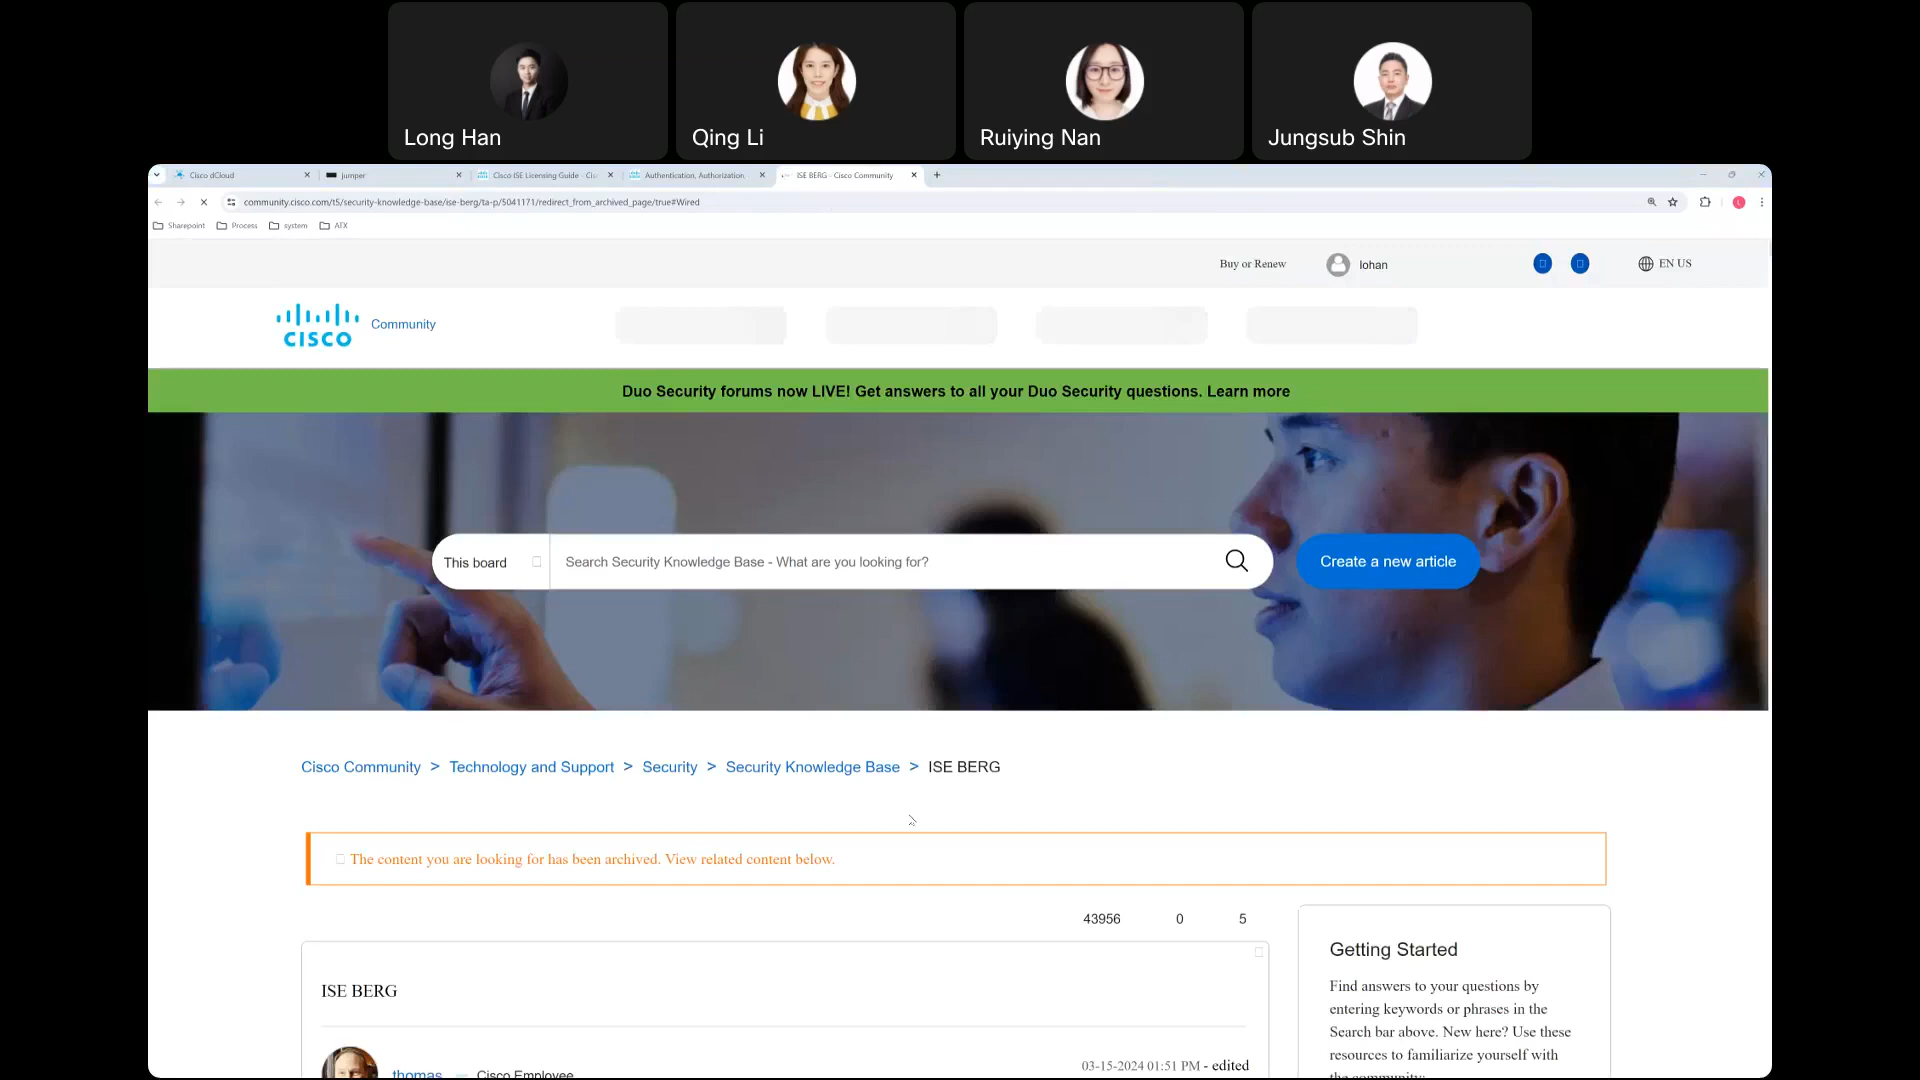 Long Han
Qing Li
Ruiying Nan
Jungsub Shin
Cisco dCloud
jumper
Cisco ISE Licensing Guide - Cis
Authentication, Authorization,
ISE BERG - Cisco Community
community.cisco.com/t5/security-knowledge-base/ise-berg/ta-p/5041171/redirect_from_archived_page/true#Wired
Sharepoint
Process
system
ATX
Buy or Renew
lohan
EN US
CISCO
Community
Duo Security forums now LIVE! Get answers to all your Duo Security questions. Learn more
This board
Search Security Knowledge Base - What are you looking for?
Create a new article
Cisco Community > Technology and Support > Security > Security Knowledge Base > ISE BERG
The content you are looking for has been archived. View related content below.
43956
0
5
ISE BERG
thomas
Cisco Employee
03-15-2024 01:51 PM - edited
Getting Started
Find answers to your questions by
entering keywords or phrases in the
Search bar above. New here? Use these
resources to familiarize yourself with
the community: